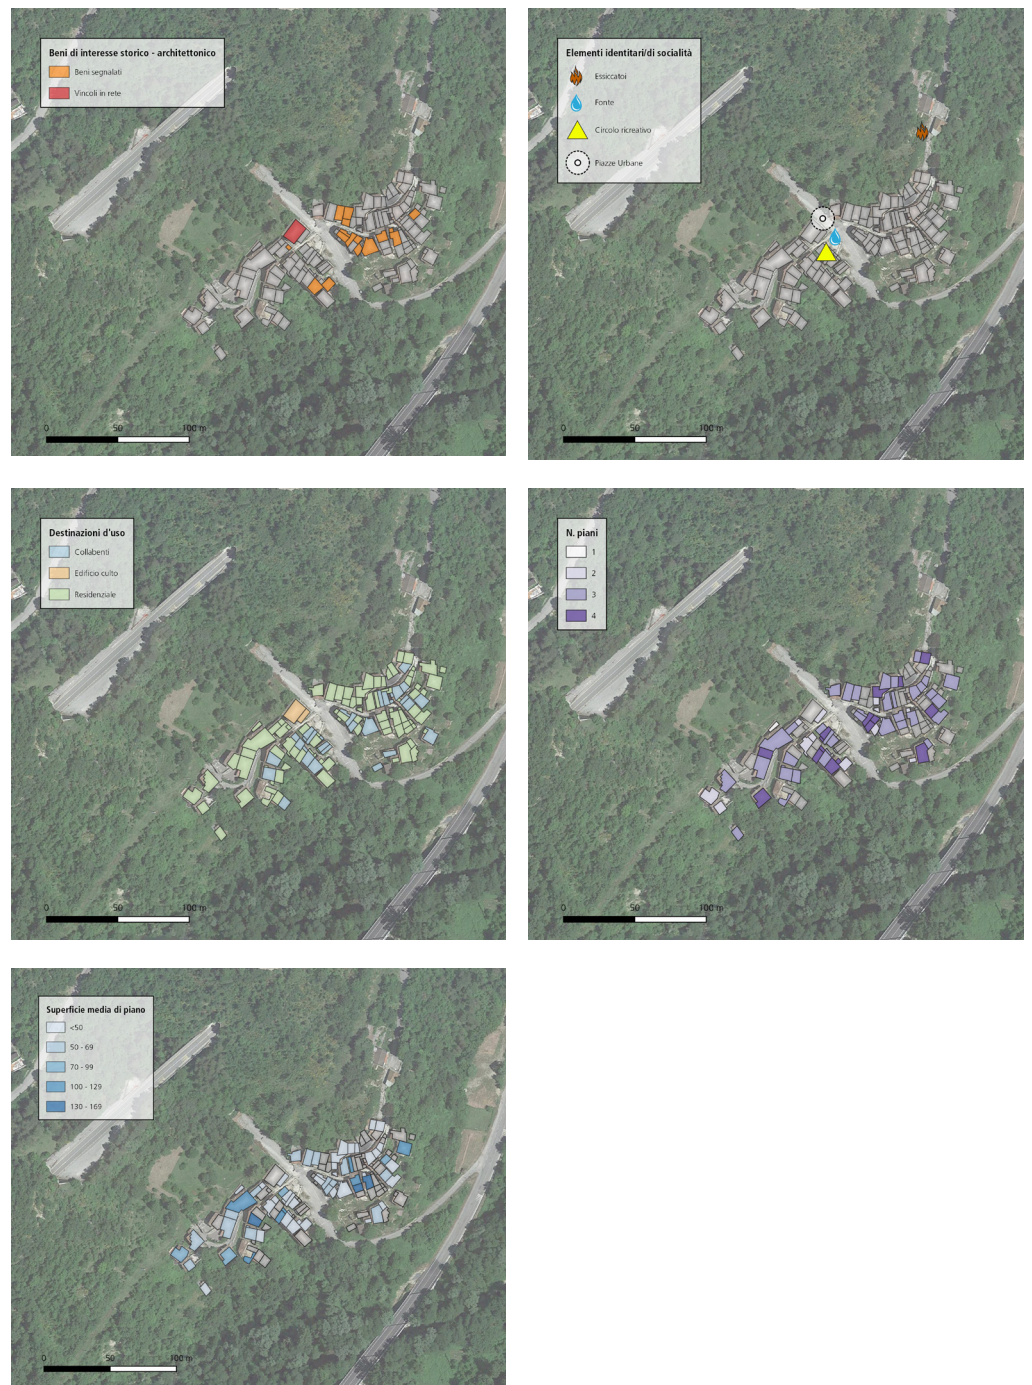 Beni di interesse storico - architettonico
Beni segnalati
Vincoli in rete
0 50 100 m
Elementi identitari/di socialità
Essiccatoi
Fonte
Circolo ricreativo
Piazze Urbane
0 50 100 m
Destinazioni d'uso
Collabenti
Edificio culto
Residenziale
0 50 100 m
N. piani
1
2
3
4
0 50 100 m
Superficie media di piano
<50
50 - 69
70 - 99
100 - 129
130 - 169
0 50 100 m